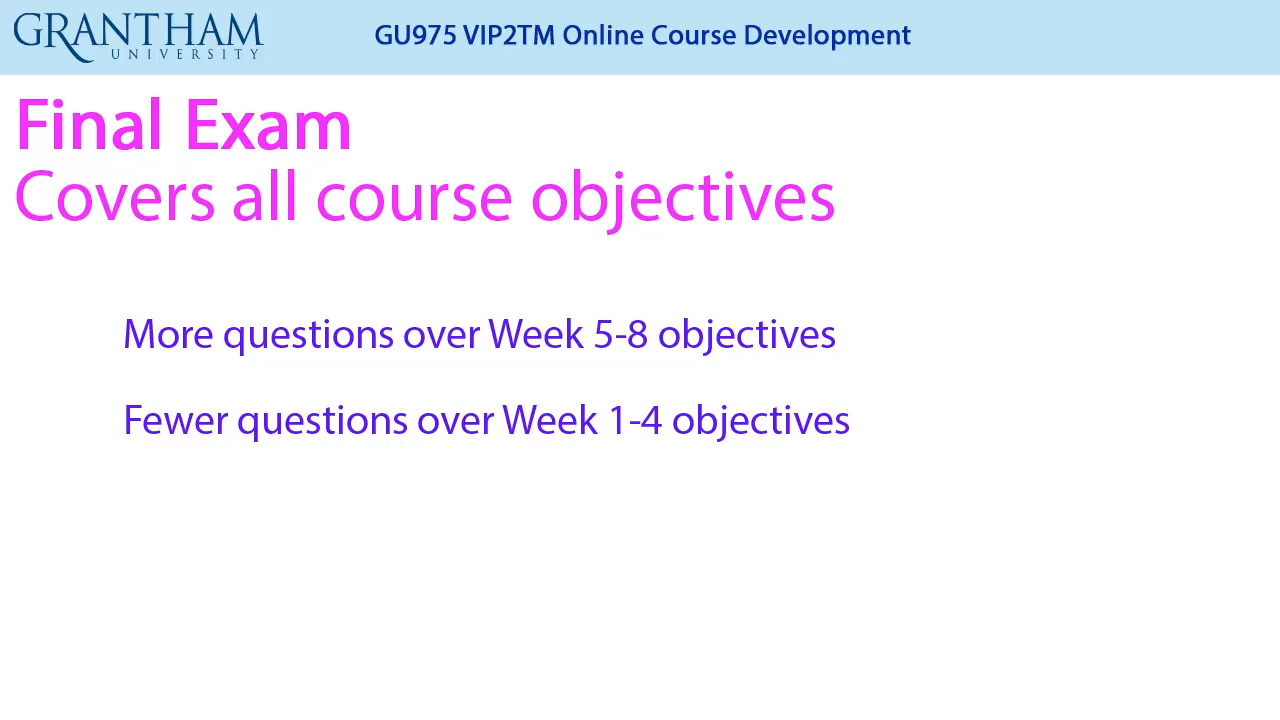 GRANTHAM
UNIVERSITY
GU975 VIP2TM Online Course Development
Final Exam
Covers all course objectives
More questions over Week 5-8 objectives
Fewer questions over Week 1-4 objectives